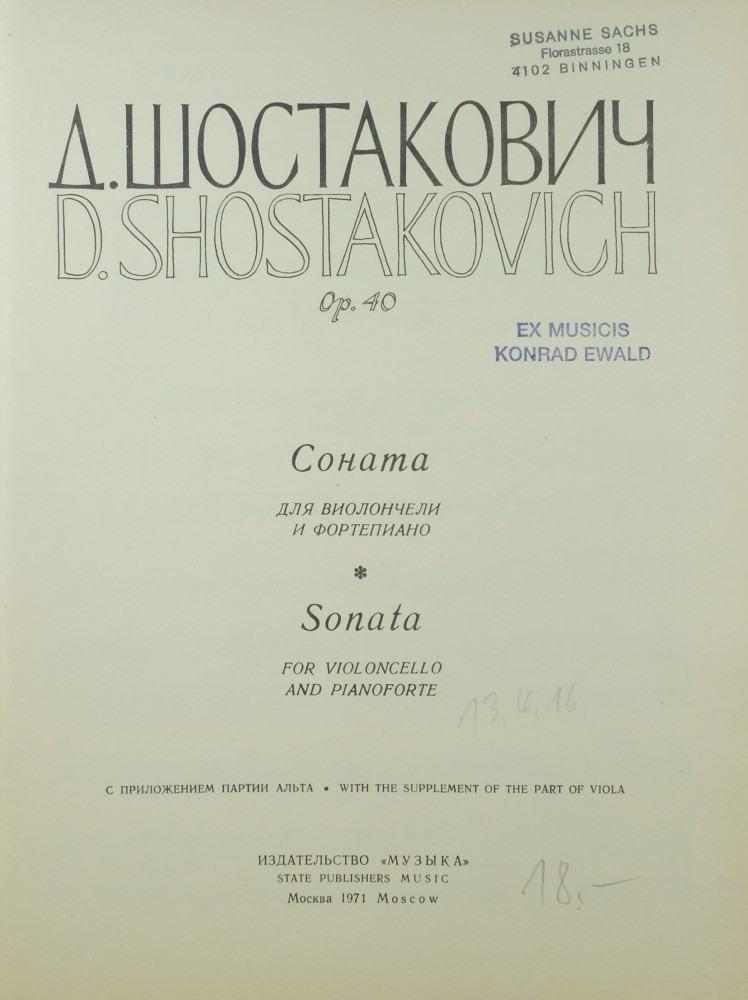 SUSANNE SACHS
Florastrasse 18
4102 BINNINGEN
Д.ШОСТАКОВИЧ
D.SHOSTAKOVICH
Op. 40
EX MUSICIS
KONRAD EWALD
Соната
ДЛЯ ВИОЛОНЧЕЛИ
И ФОРТЕПИАНО
*
Sonata
FOR VIOLONCELLO
AND PIANOFORTE
13.4.16
С ПРИЛОЖЕНИЕМ ПАРТИИ АЛЬТА • WITH THE SUPPLEMENT OF THE PART OF VIOLA
ИЗДАТЕЛЬСТВО «МУЗЫКА»
STATE PUBLISHERS MUSIC
Москва 1971 Moscow
18.–